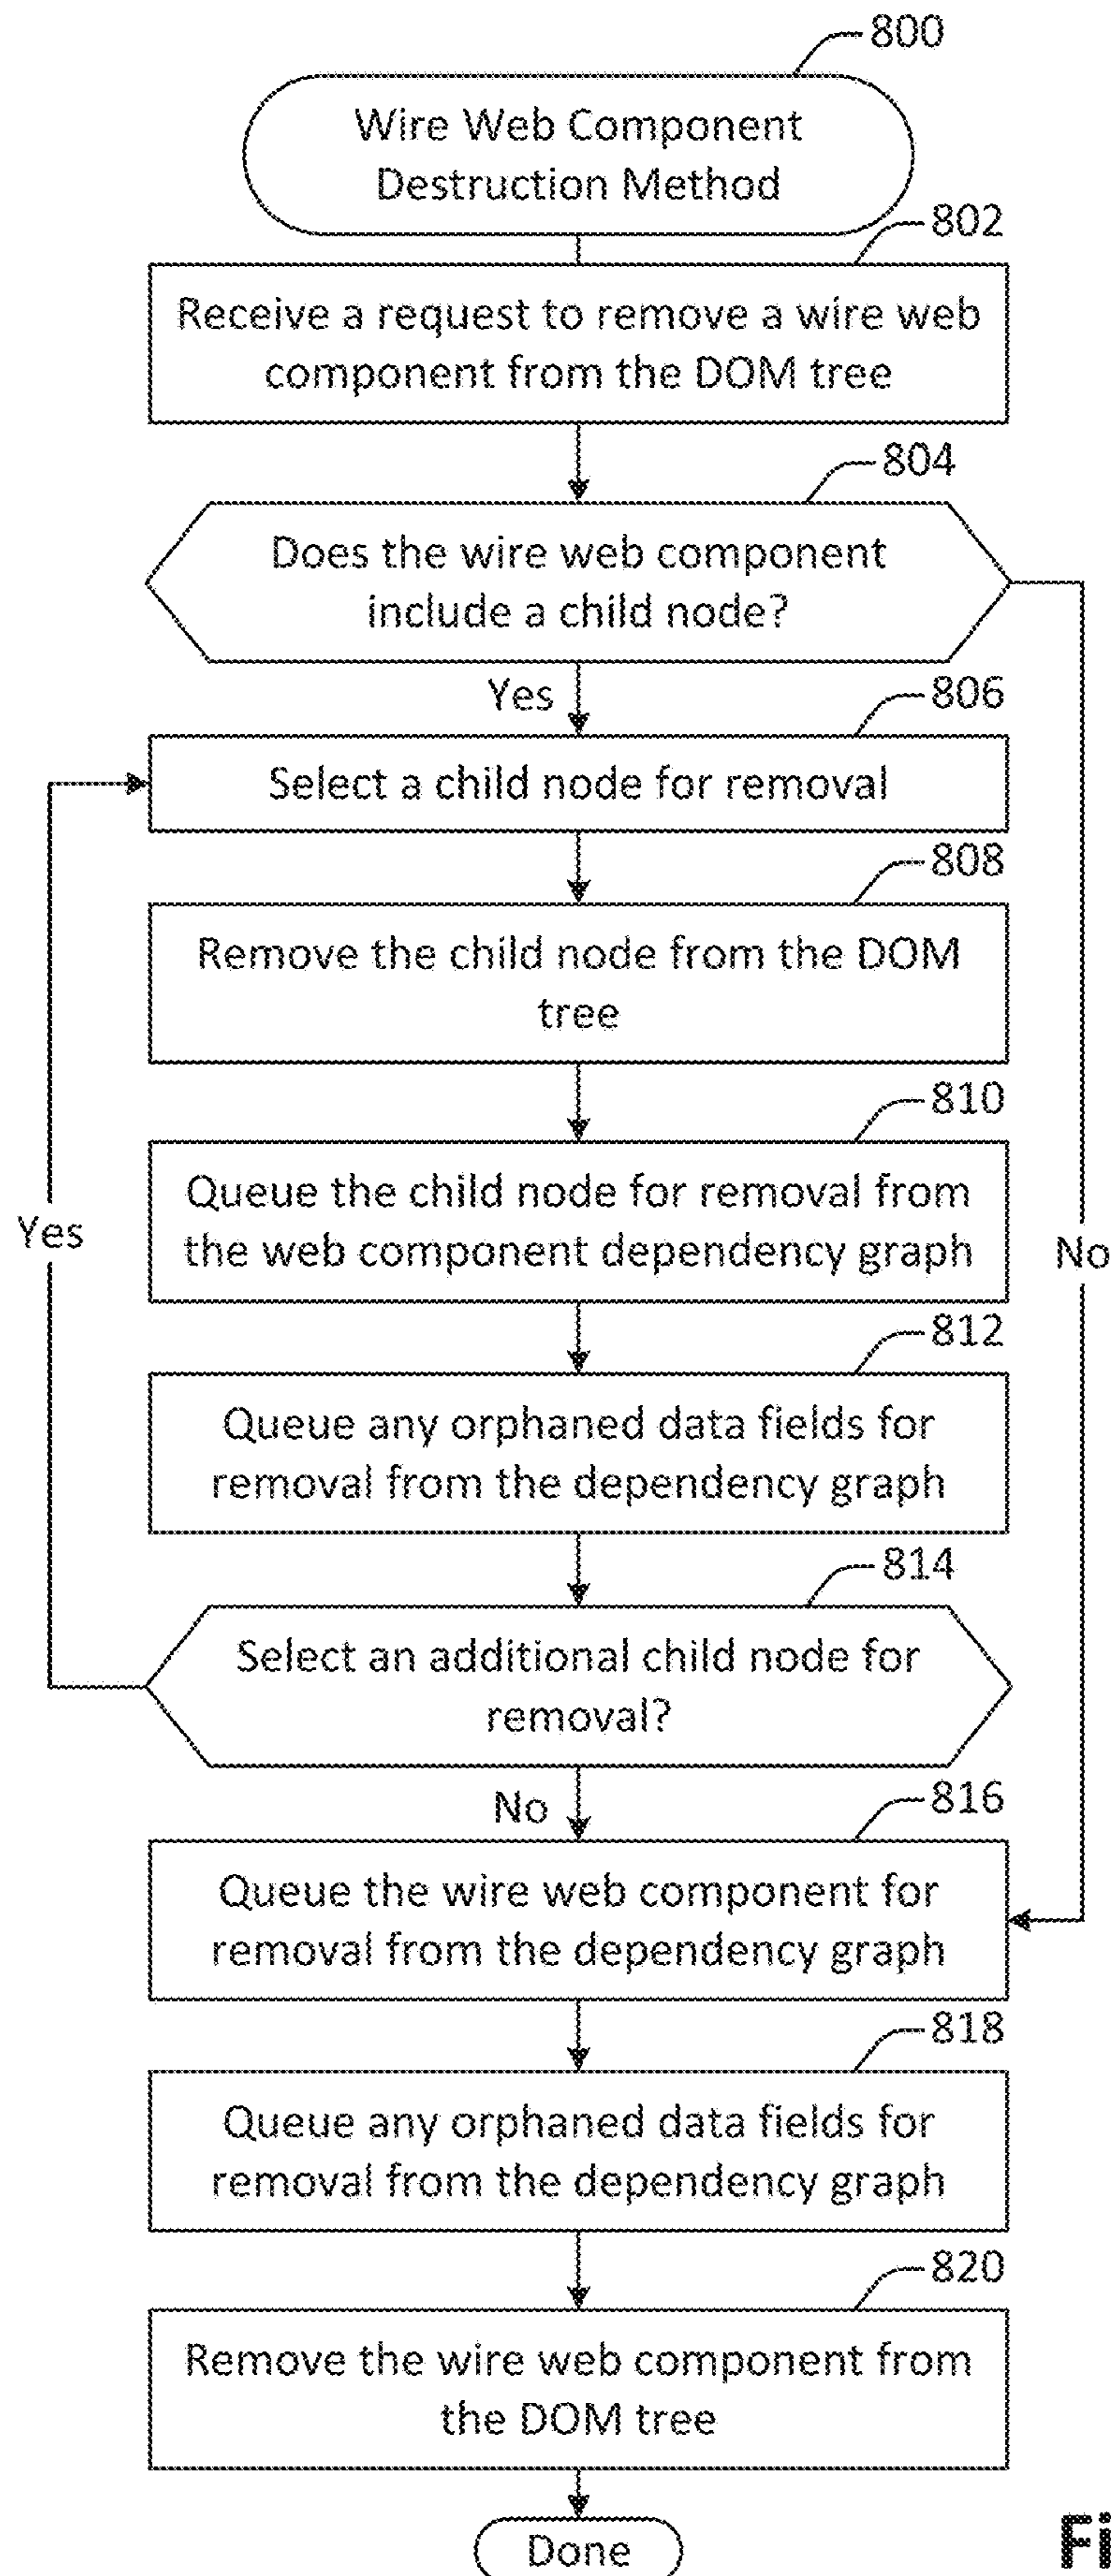 800
Wire Web Component
Destruction Method
802
Receive a request to remove a wire web
component from the DOM tree
804
Does the wire web component
include a child node?
Yes
806
Select a child node for removal
808
Remove the child node from the DOM
tree
810
Queue the child node for removal from
the web component dependency graph
Yes
No
812
Queue any orphaned data fields for
removal from the dependency graph
814
Select an additional child node for
removal?
No
816
Queue the wire web component for
removal from the dependency graph
818
Queue any orphaned data fields for
removal from the dependency graph
820
Remove the wire web component from
the DOM tree
Done
Fi